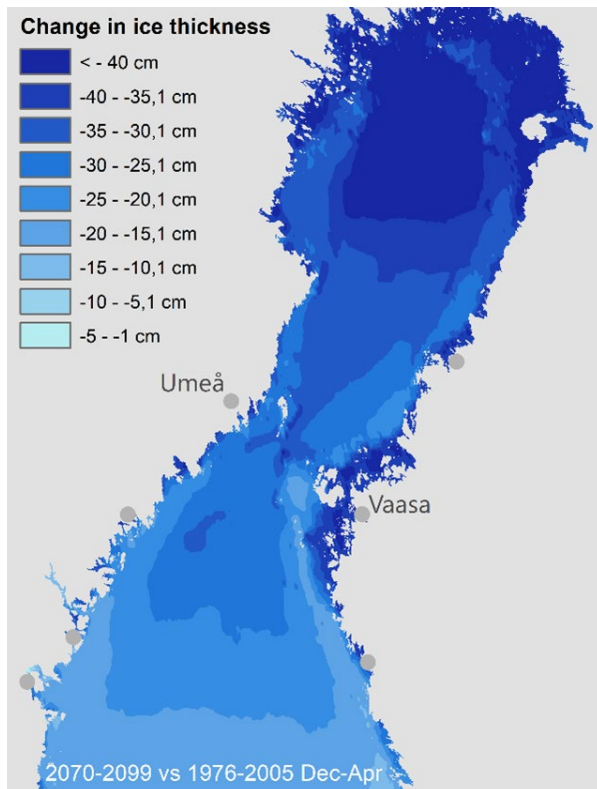 Change in ice thickness
< - 40 cm
-40 - -35,1 cm
-35 - -30,1 cm
-30 - -25,1 cm
-25 - -20,1 cm
-20 - -15,1 cm
-15 - -10,1 cm
-10 - -5,1 cm
-5 - -1 cm
Umeå
Vaasa
2070-2099 vs 1976-2005 Dec-Apr